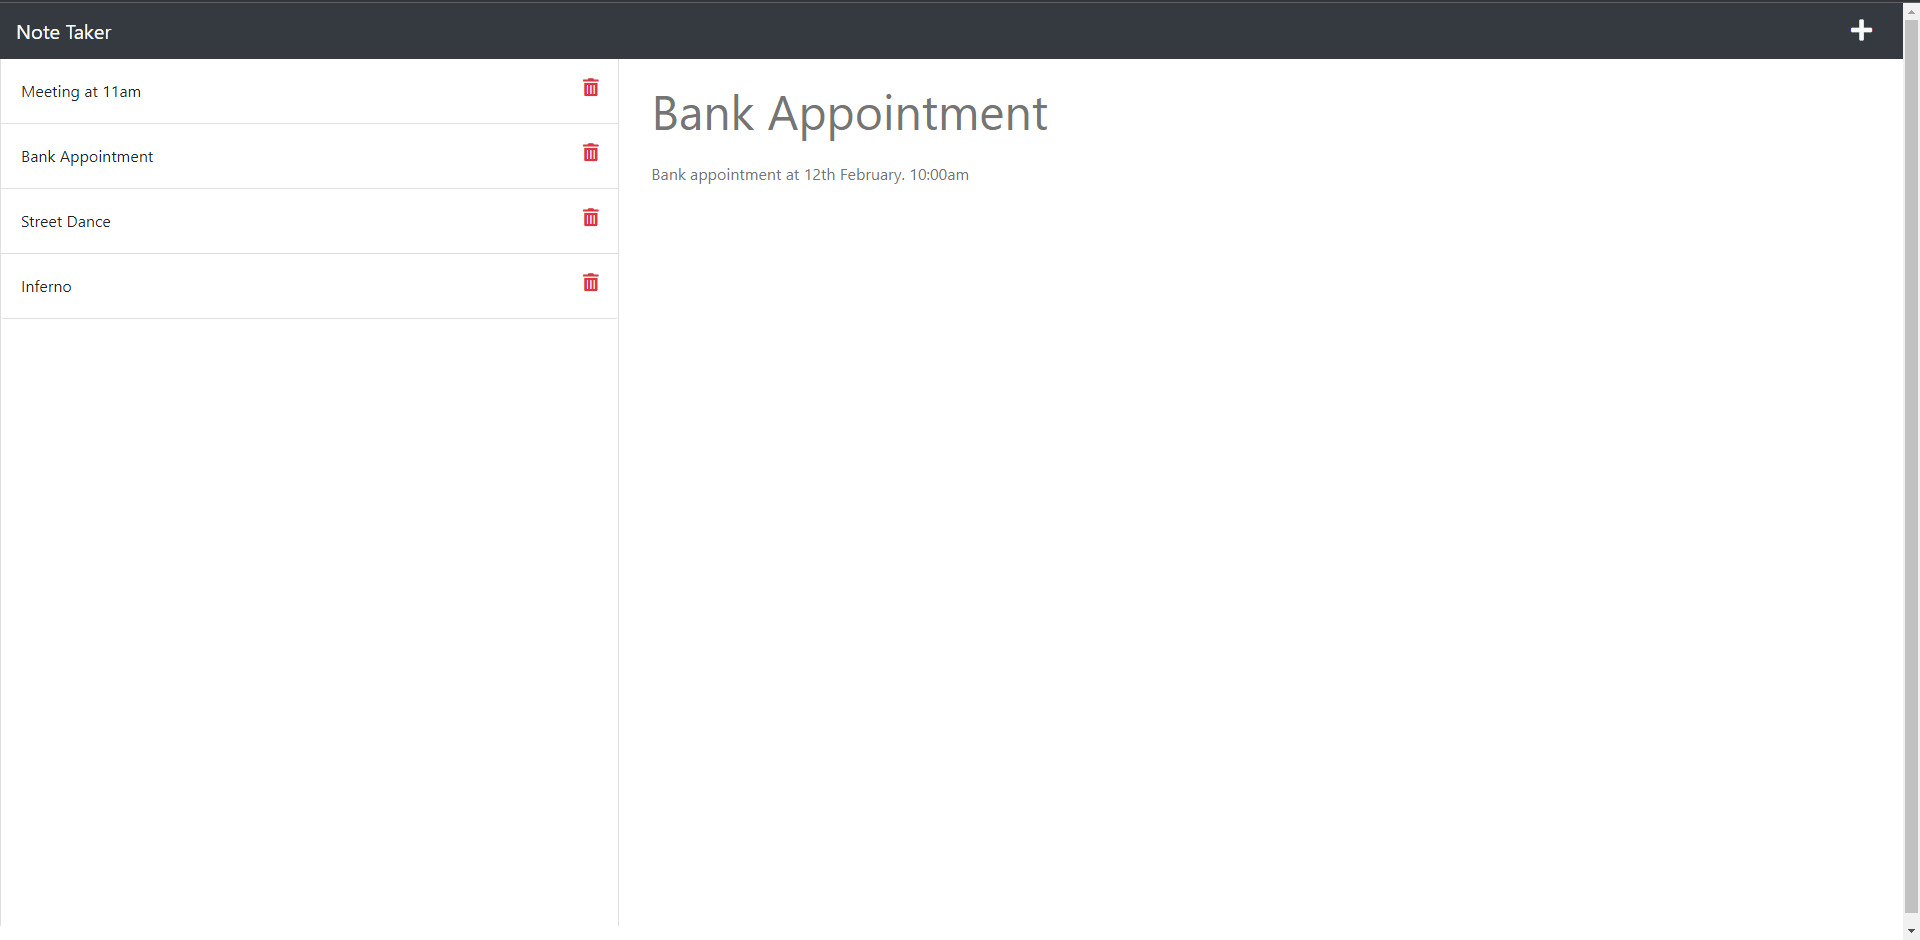 Note Taker
Meeting at 11am
Bank Appointment
Street Dance
Inferno
Bank Appointment
Bank appointment at 12th February. 10:00am